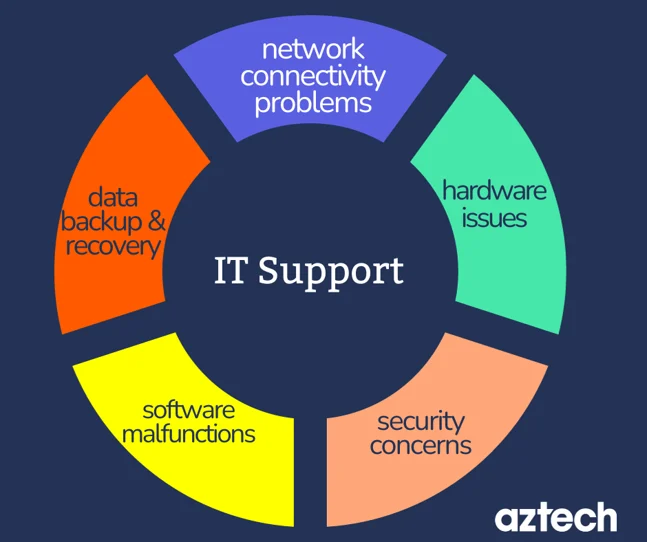 network
connectivity
problems
hardware
issues
data
backup &
recovery
IT Support
software
malfunctions
security
concerns
aztech